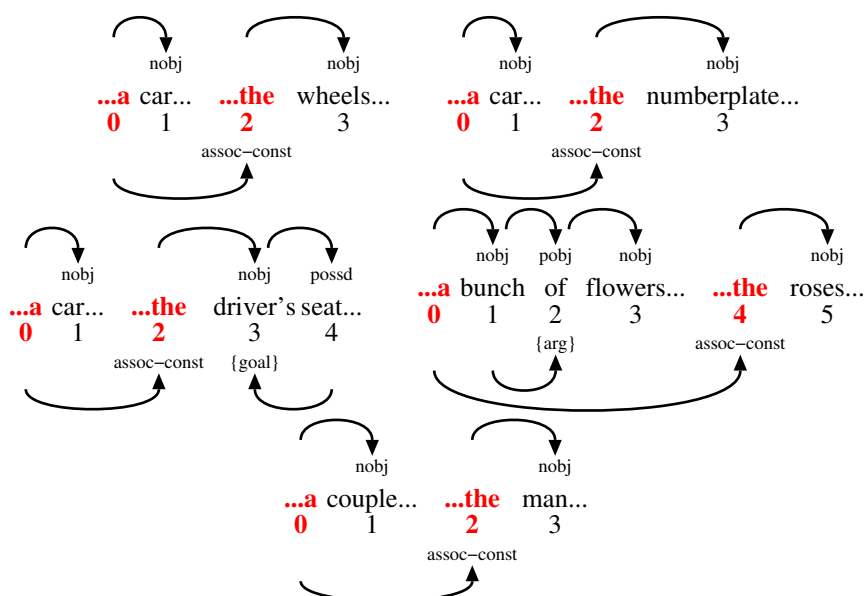 nobj nobj
...a car... ...the wheels...
0 1 2 3
assoc−const
nobj nobj
...a car... ...the numberplate...
0 1 2 3
assoc−const
nobj nobj possd
...a car... ...the driver's seat...
0 1 2 3 4
assoc−const {goal}
nobj pobj nobj nobj
...a bunch of flowers... ...the roses...
0 1 2 3 4 5
{arg} assoc−const
nobj nobj
...a couple... ...the man...
0 1 2 3
assoc−const